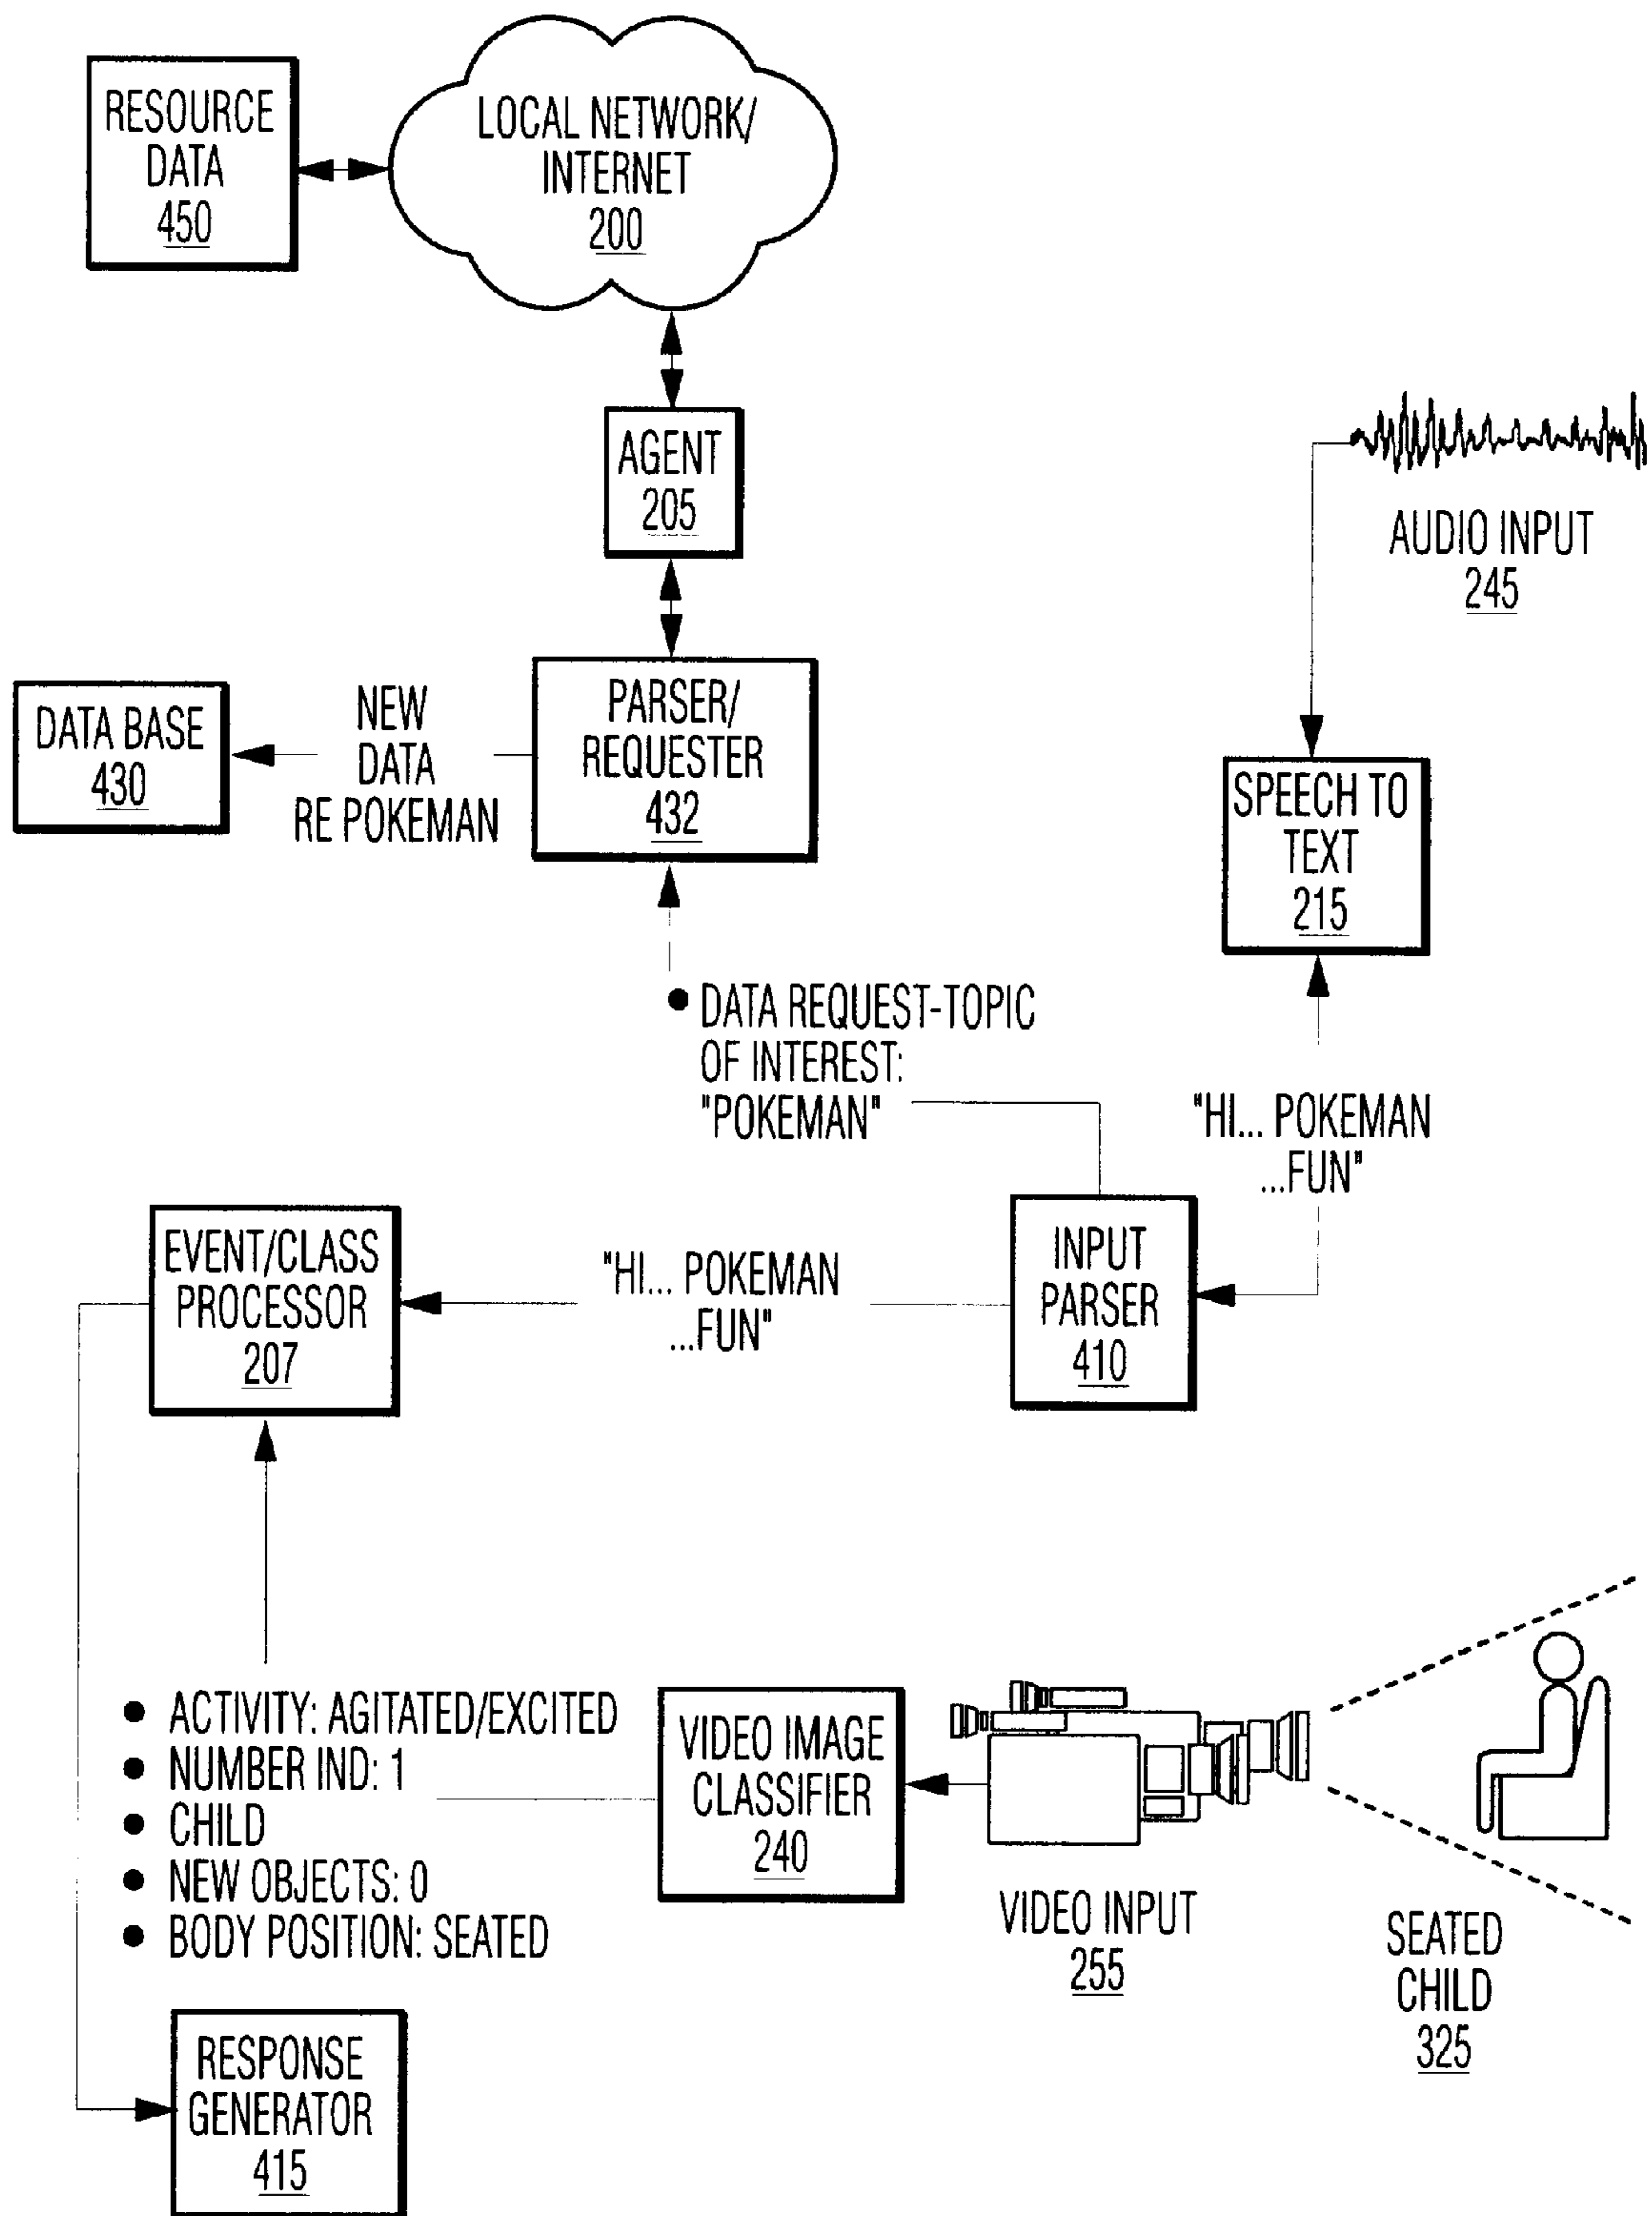 RESOURCE
DATA
450
LOCAL NETWORK/
INTERNET
200
AGENT
205
AUDIO INPUT
245
DATA BASE
430
NEW
DATA
RE POKEMAN
PARSER/
REQUESTER
432
SPEECH TO
TEXT
215
● DATA REQUEST-TOPIC
OF INTEREST:
"POKEMAN"
"HI... POKEMAN
...FUN"
EVENT/CLASS
PROCESSOR
207
"HI... POKEMAN
...FUN"
INPUT
PARSER
410
● ACTIVITY: AGITATED/EXCITED
● NUMBER IND: 1
● CHILD
● NEW OBJECTS: 0
● BODY POSITION: SEATED
VIDEO IMAGE
CLASSIFIER
240
VIDEO INPUT
255
SEATED
CHILD
325
RESPONSE
GENERATOR
415